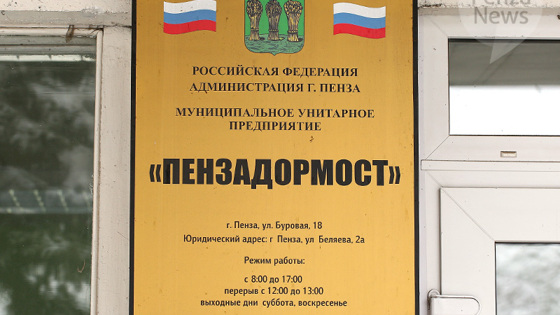 Penza
News
РОССИЙСКАЯ ФЕДЕРАЦИЯ
АДМИНИСТРАЦИЯ Г. ПЕНЗА
МУНИЦИПАЛЬНОЕ УНИТАРНОЕ
ПРЕДПРИЯТИЕ
«ПЕНЗАДОРМОСТ»
г. Пенза, ул. Буровая, 18
Юридический адрес: г Пенза, ул Беляева, 2а
Режим работы:
с 8:00 до 17:00
перерыв с 12:00 до 13:00
выходные дни суббота, воскресенье